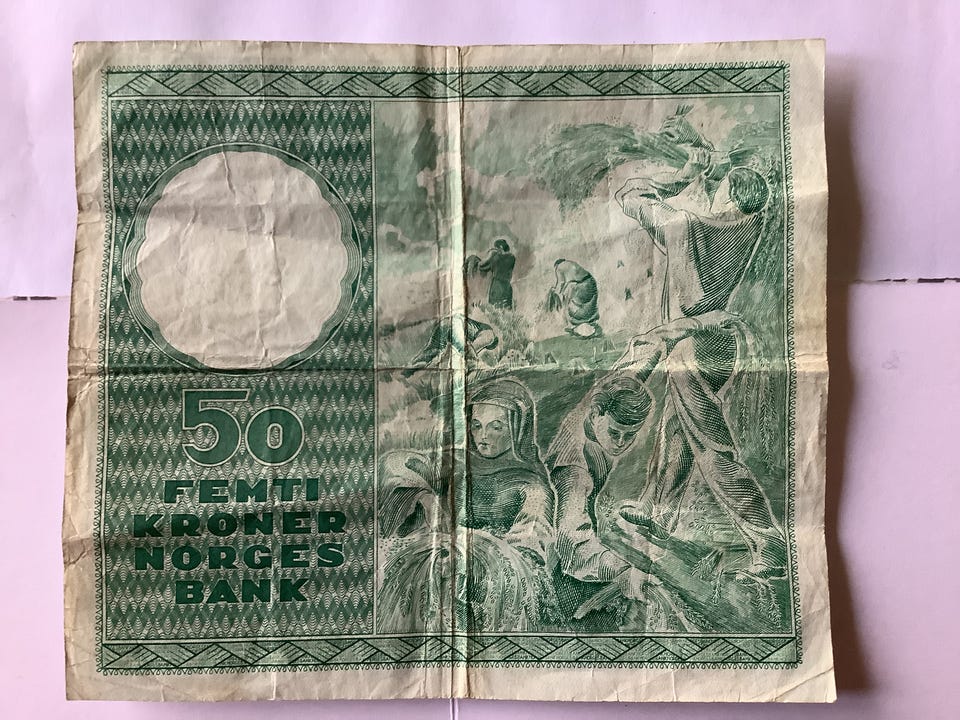 50
FEMTI
KRONER
NORGES
BANK